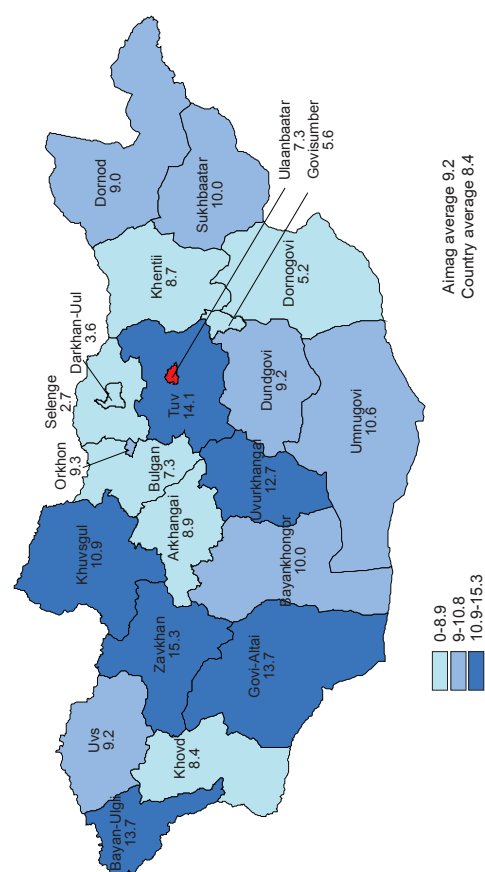 Bayan-Ulgii
13.7
Uvs
9.2
Khovd
8.4
Zavkhan
15.3
Govi-Altai
13.7
Khuvsgul
10.9
Arkhangai
8.9
Bayankhongor
10.0
Orkhon
9.3
Bulgan
7.3
Uvurkhangai
12.7
Selenge
2.7
Darkhan-Uul
3.6
Tuv
14.1
Dundgovi
9.2
Umnugovi
10.6
Khentii
8.7
Dornogovi
5.2
Dornod
9.0
Sukhbaatar
10.0
Ulaanbaatar
7.3
Govisumber
5.6
0-8.9
9-10.8
10.9-15.3
Aimag average 9.2
Country average 8.4